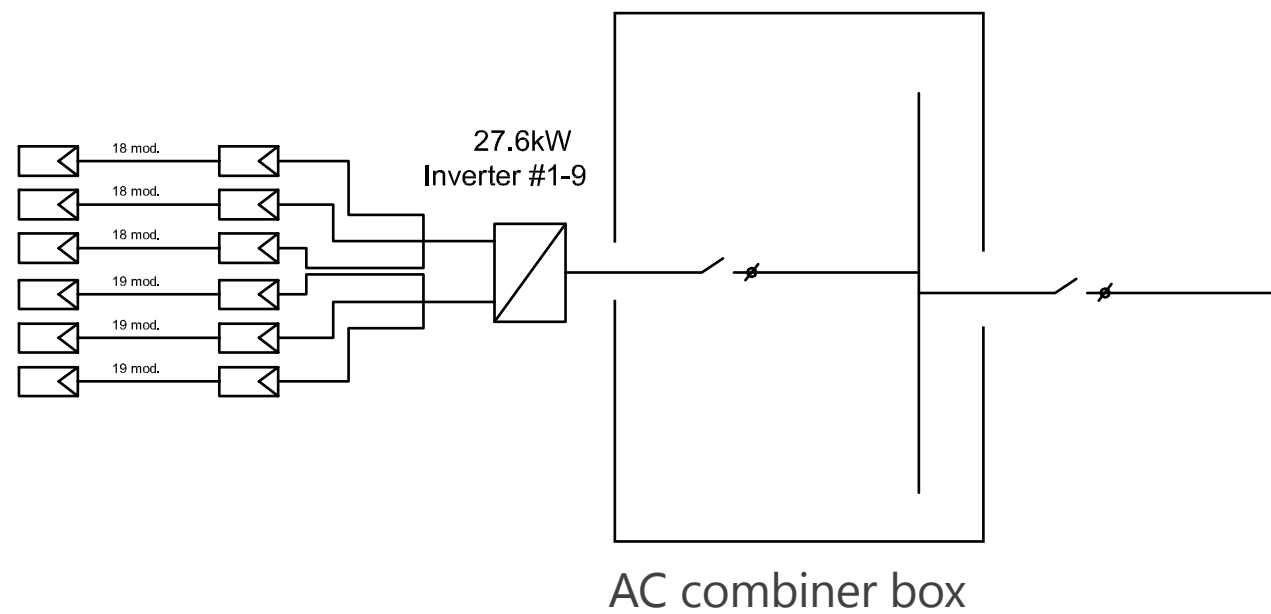 27.6kW
Inverter #1-9
18 mod.
18 mod.
18 mod.
19 mod.
19 mod.
19 mod.
AC combiner box